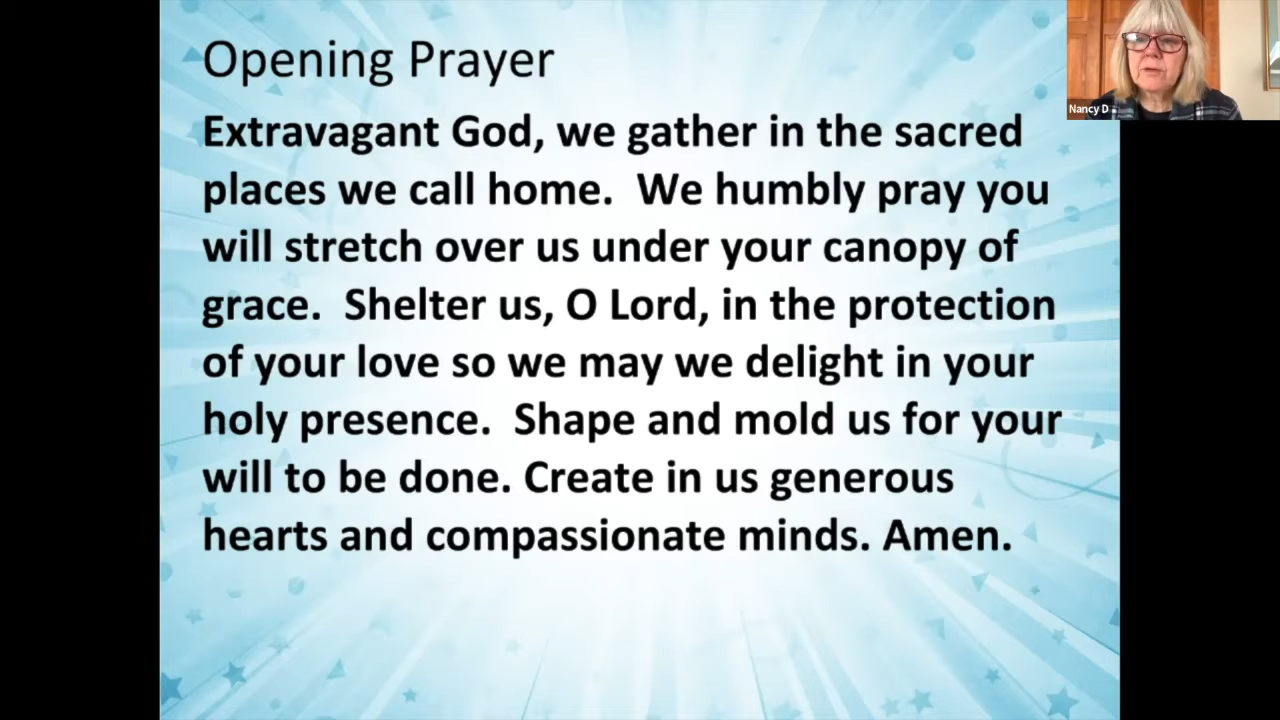 Opening Prayer
Extravagant God, we gather in the sacred
places we call home.  We humbly pray you
will stretch over us under your canopy of
grace.  Shelter us, O Lord, in the protection
of your love so we may we delight in your
holy presence.  Shape and mold us for your
will to be done. Create in us generous
hearts and compassionate minds. Amen.
Nancy D